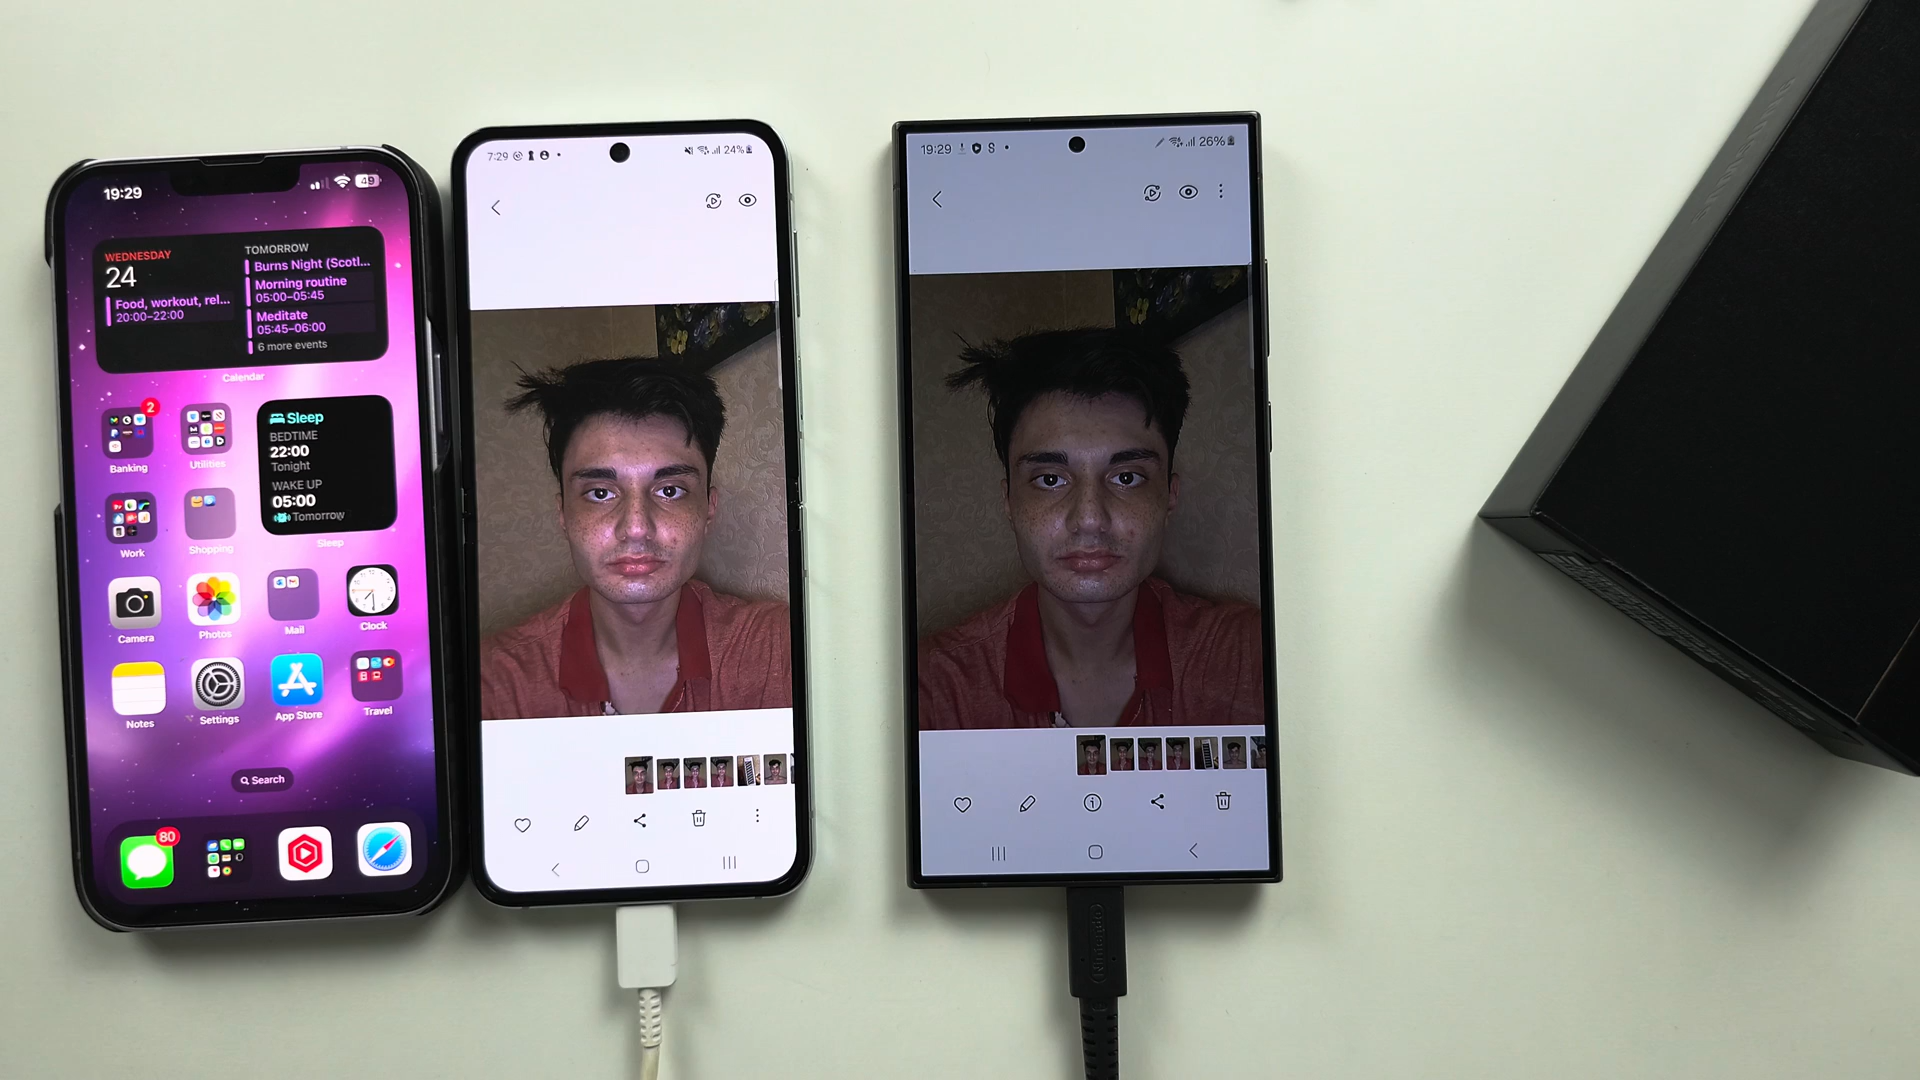 19:29
49
WEDNESDAY
24
Food, workout, rel...
20:00–22:00
TOMORROW
Burns Night (Scotl...
Morning routine
05:00–05:45
Meditate
05:45–06:00
6 more events
Calendar
2
Banking
Utilities
Sleep
BEDTIME
22:00
Tonight
WAKE UP
05:00
Tomorrow
Sleep
Work
Shopping
Camera
Photos
Mail
Clock
Notes
Settings
App Store
Travel
Search
80
7:29
24%
19:29
S
26%
Nintendo